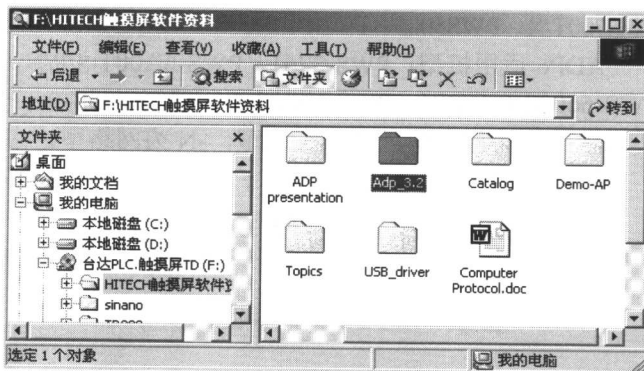 F:\HITECH触摸屏软件资料
文件(F) 编辑(E) 查看(V) 收藏(A) 工具(T) 帮助(H)
后退 搜索 文件夹
地址(D) F:\HITECH触摸屏软件资料 转到
文件夹
桌面
我的文档
我的电脑
本地磁盘 (C:)
本地磁盘 (D:)
台达PLC.触摸屏TD (F:)
HITECH触摸屏软件
sinano
ADP presentation
Adp_3.2
Catalog
Demo-AP
Topics
USB_driver
Computer Protocol.doc
选定 1 个对象
我的电脑